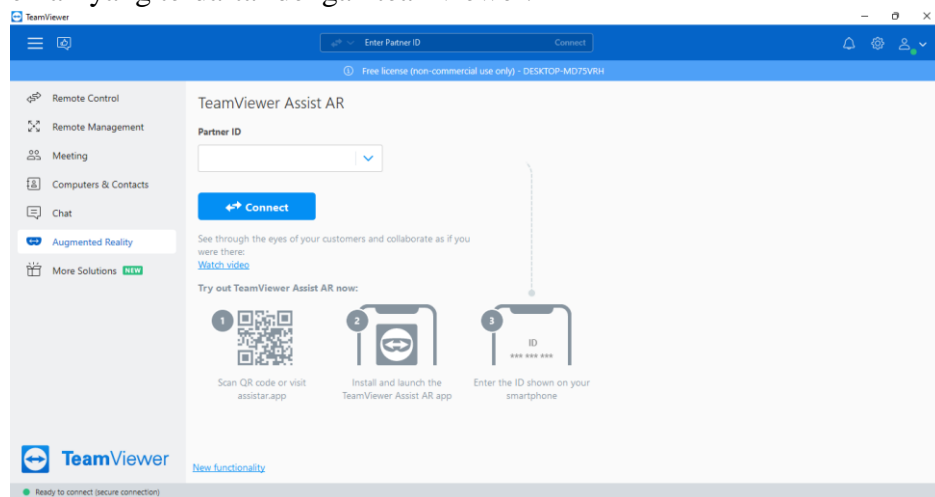 yang terdaftar dengan teamviewer.
TeamViewer
Enter Partner ID
Connect
Free license (non-commercial use only) - DESKTOP-MD75VRH
Remote Control
Remote Management
Meeting
Computers & Contacts
Chat
Augmented Reality
More Solutions NEW
TeamViewer Assist AR
Partner ID
Connect
See through the eyes of your customers and collaborate as if you
were there:
Watch video
Try out TeamViewer Assist AR now:
1
2
3
ID
*** *** ***
Scan QR code or visit
assistar.app
Install and launch the
TeamViewer Assist AR app
Enter the ID shown on your
smartphone
TeamViewer
New functionality
Ready to connect (secure connection)